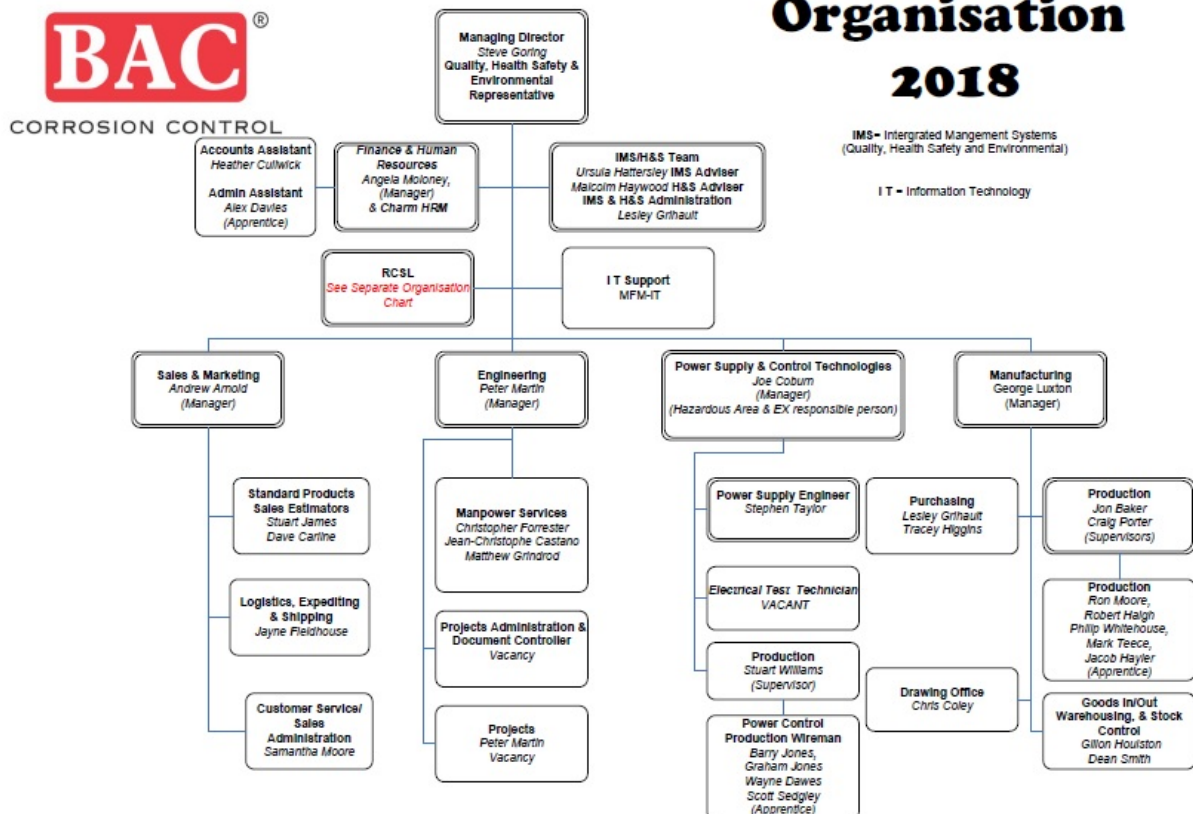 BAC®
CORROSION CONTROL
Organisation
2018
IMS= Intergrated Mangement Systems
(Quality, Health Safety and Environmental)
I T = Information Technology
Managing Director
Steve Goring
Quality, Health Safety &
Environmental
Representative
Accounts Assistant
Heather Cullwick
Admin Assistant
Alex Davies
(Apprentice)
Finance & Human
Resources
Angela Moloney,
(Manager)
& Charm HRM
IMS/H&S Team
Ursula Hattersley IMS Adviser
Malcolm Haywood H&S Adviser
IMS & H&S Administration
Lesley Grihault
RCSL
See Separate Organisation
Chart
I T Support
MFM-IT
Sales & Marketing
Andrew Arnold
(Manager)
Engineering
Peter Martin
(Manager)
Power Supply & Control Technologies
Joe Coburn
(Manager)
(Hazardous Area & EX responsible person)
Manufacturing
George Luxton
(Manager)
Standard Products
Sales Estimators
Stuart James
Dave Carline
Logistics, Expediting
& Shipping
Jayne Fieldhouse
Customer Service/
Sales
Administration
Samantha Moore
Manpower Services
Christopher Forrester
Jean-Christophe Castano
Matthew Grindrod
Projects Administration &
Document Controller
Vacancy
Projects
Peter Martin
Vacancy
Power Supply Engineer
Stephen Taylor
Electrical Test Technician
VACANT
Production
Stuart Williams
(Supervisor)
Power Control
Production Wireman
Barry Jones,
Graham Jones
Wayne Dawes
Scott Sedgley
(Apprentice)
Purchasing
Lesley Grihault
Tracey Higgins
Drawing Office
Chris Coley
Production
Jon Baker
Craig Porter
(Supervisors)
Production
Ron Moore,
Robert Haigh
Philip Whitehouse,
Mark Teece,
Jacob Hayler
(Apprentice)
Goods In/Out
Warehousing, & Stock
Control
Gillon Houlston
Dean Smith